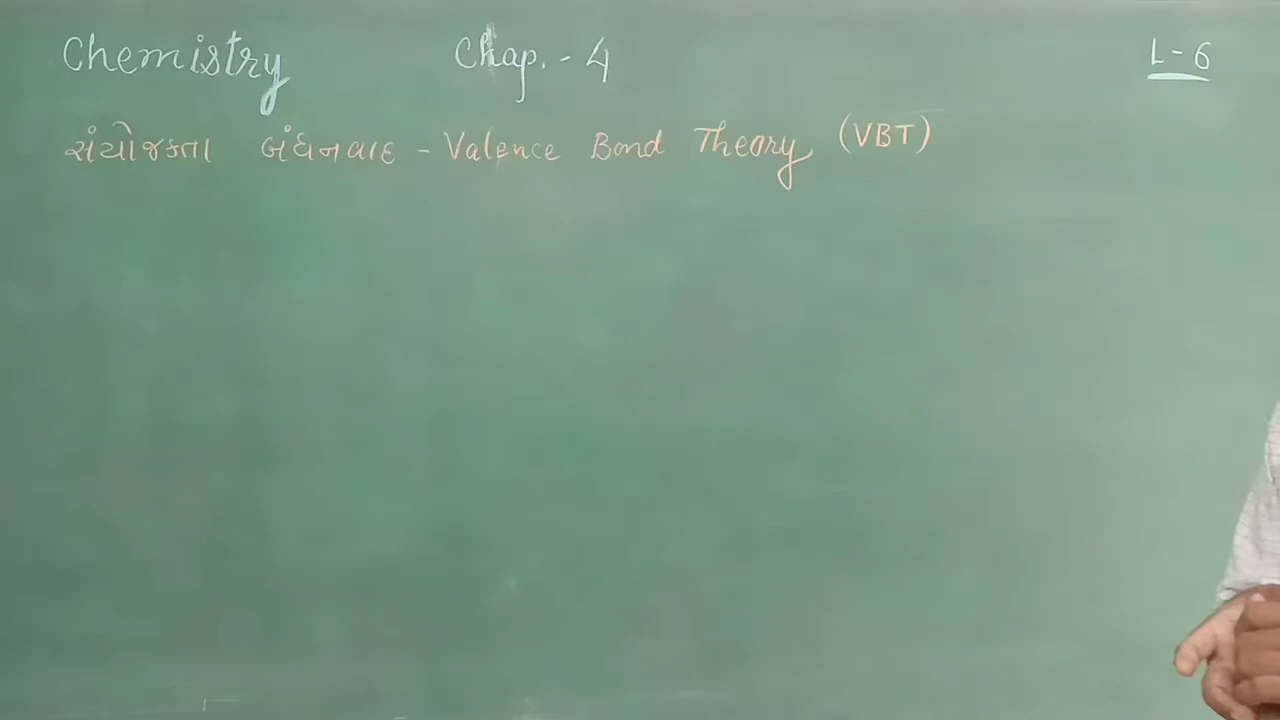 Chemistry Chap. - 4 L - 6
સંયોજકતા બંધનવાદ - Valence Bond Theory (VBT)